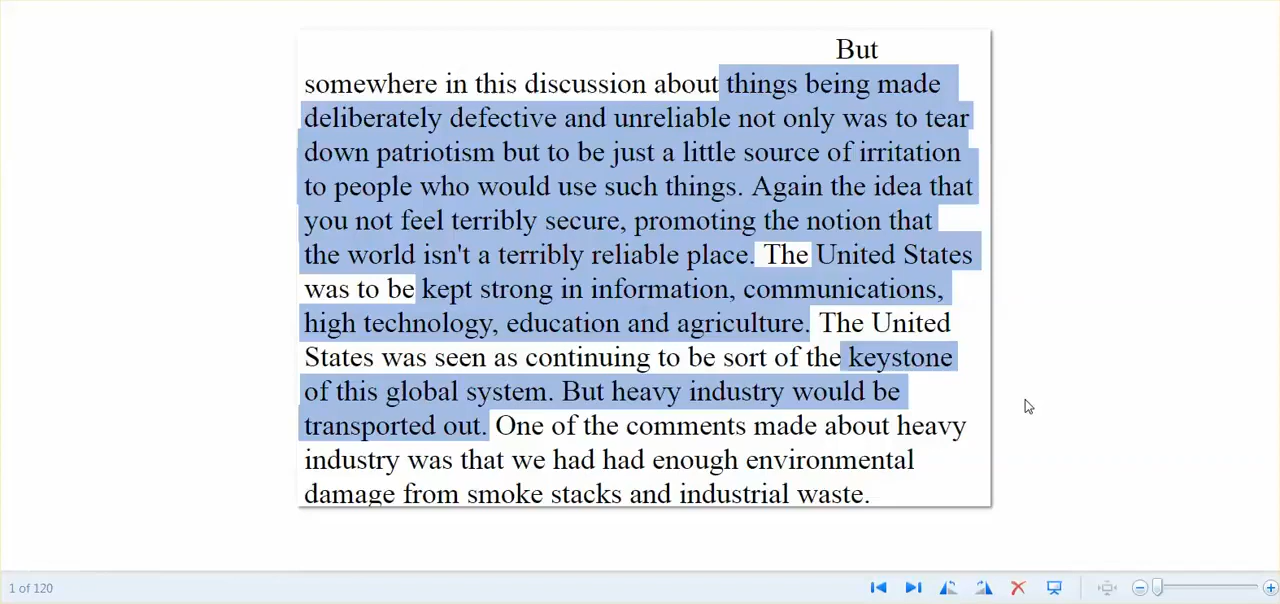 But
somewhere in this discussion about things being made
deliberately defective and unreliable not only was to tear
down patriotism but to be just a little source of irritation
to people who would use such things. Again the idea that
you not feel terribly secure, promoting the notion that
the world isn't a terribly reliable place. The United States
was to be kept strong in information, communications,
high technology, education and agriculture. The United
States was seen as continuing to be sort of the keystone
of this global system. But heavy industry would be
transported out. One of the comments made about heavy
industry was that we had had enough environmental
damage from smoke stacks and industrial waste.
1 of 120